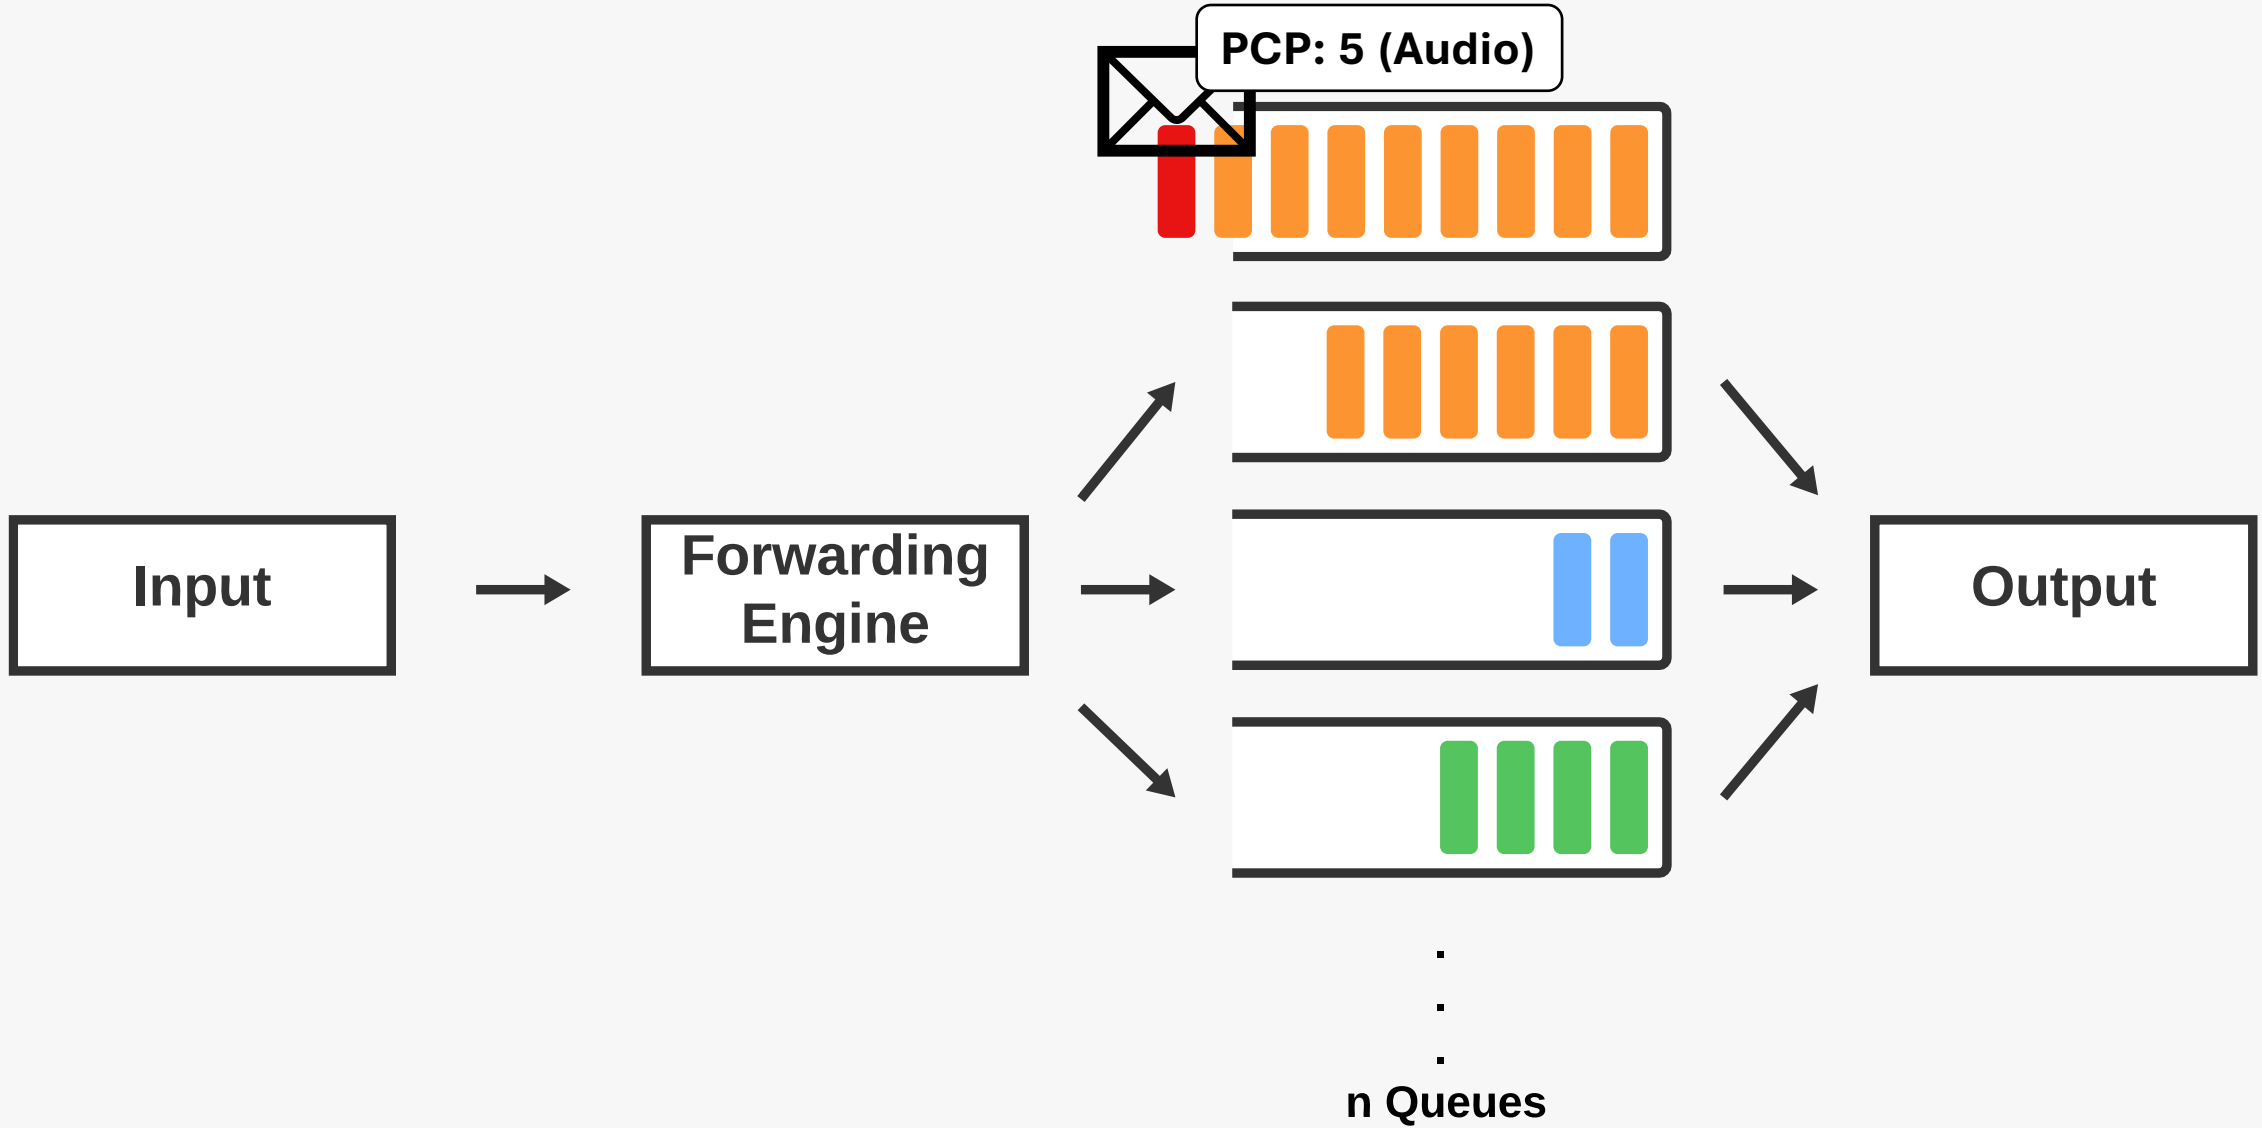 PCP: 5 (Audio)
Input
Forwarding
Engine
Output
.
.
.
n Queues